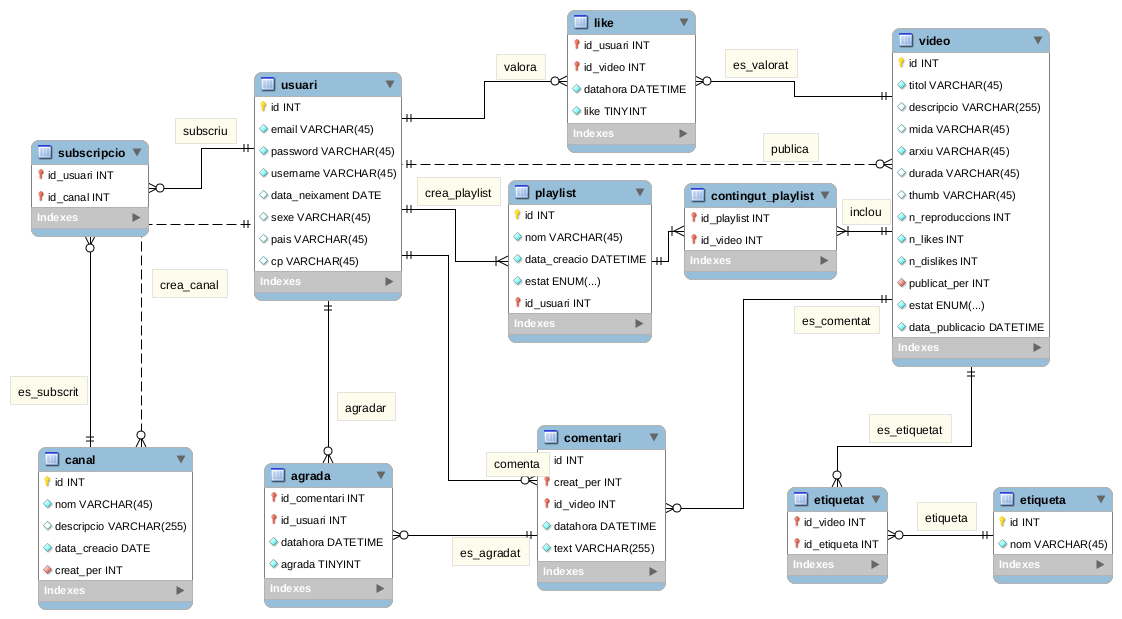 like
id_usuari INT
id_video INT
datahora DATETIME
like TINYINT
Indexes
valora
es_valorat
video
id INT
titol VARCHAR(45)
descripcio VARCHAR(255)
mida VARCHAR(45)
arxiu VARCHAR(45)
durada VARCHAR(45)
thumb VARCHAR(45)
n_reproduccions INT
n_likes INT
n_dislikes INT
publicat_per INT
estat ENUM(...)
data_publicacio DATETIME
Indexes
usuari
id INT
email VARCHAR(45)
password VARCHAR(45)
username VARCHAR(45)
data_neixament DATE
sexe VARCHAR(45)
pais VARCHAR(45)
cp VARCHAR(45)
Indexes
subscriu
subscripcio
id_usuari INT
id_canal INT
Indexes
publica
crea_playlist
playlist
id INT
nom VARCHAR(45)
data_creacio DATETIME
estat ENUM(...)
id_usuari INT
Indexes
contingut_playlist
id_playlist INT
id_video INT
Indexes
inclou
crea_canal
es_comentat
es_subscrit
agradar
es_etiquetat
canal
id INT
nom VARCHAR(45)
descripcio VARCHAR(255)
data_creacio DATE
creat_per INT
Indexes
agrada
id_comentari INT
id_usuari INT
datahora DATETIME
agrada TINYINT
Indexes
comenta
es_agradat
comentari
id INT
creat_per INT
id_video INT
datahora DATETIME
text VARCHAR(255)
Indexes
etiquetat
id_video INT
id_etiqueta INT
Indexes
etiqueta
etiqueta
id INT
nom VARCHAR(45)
Indexes